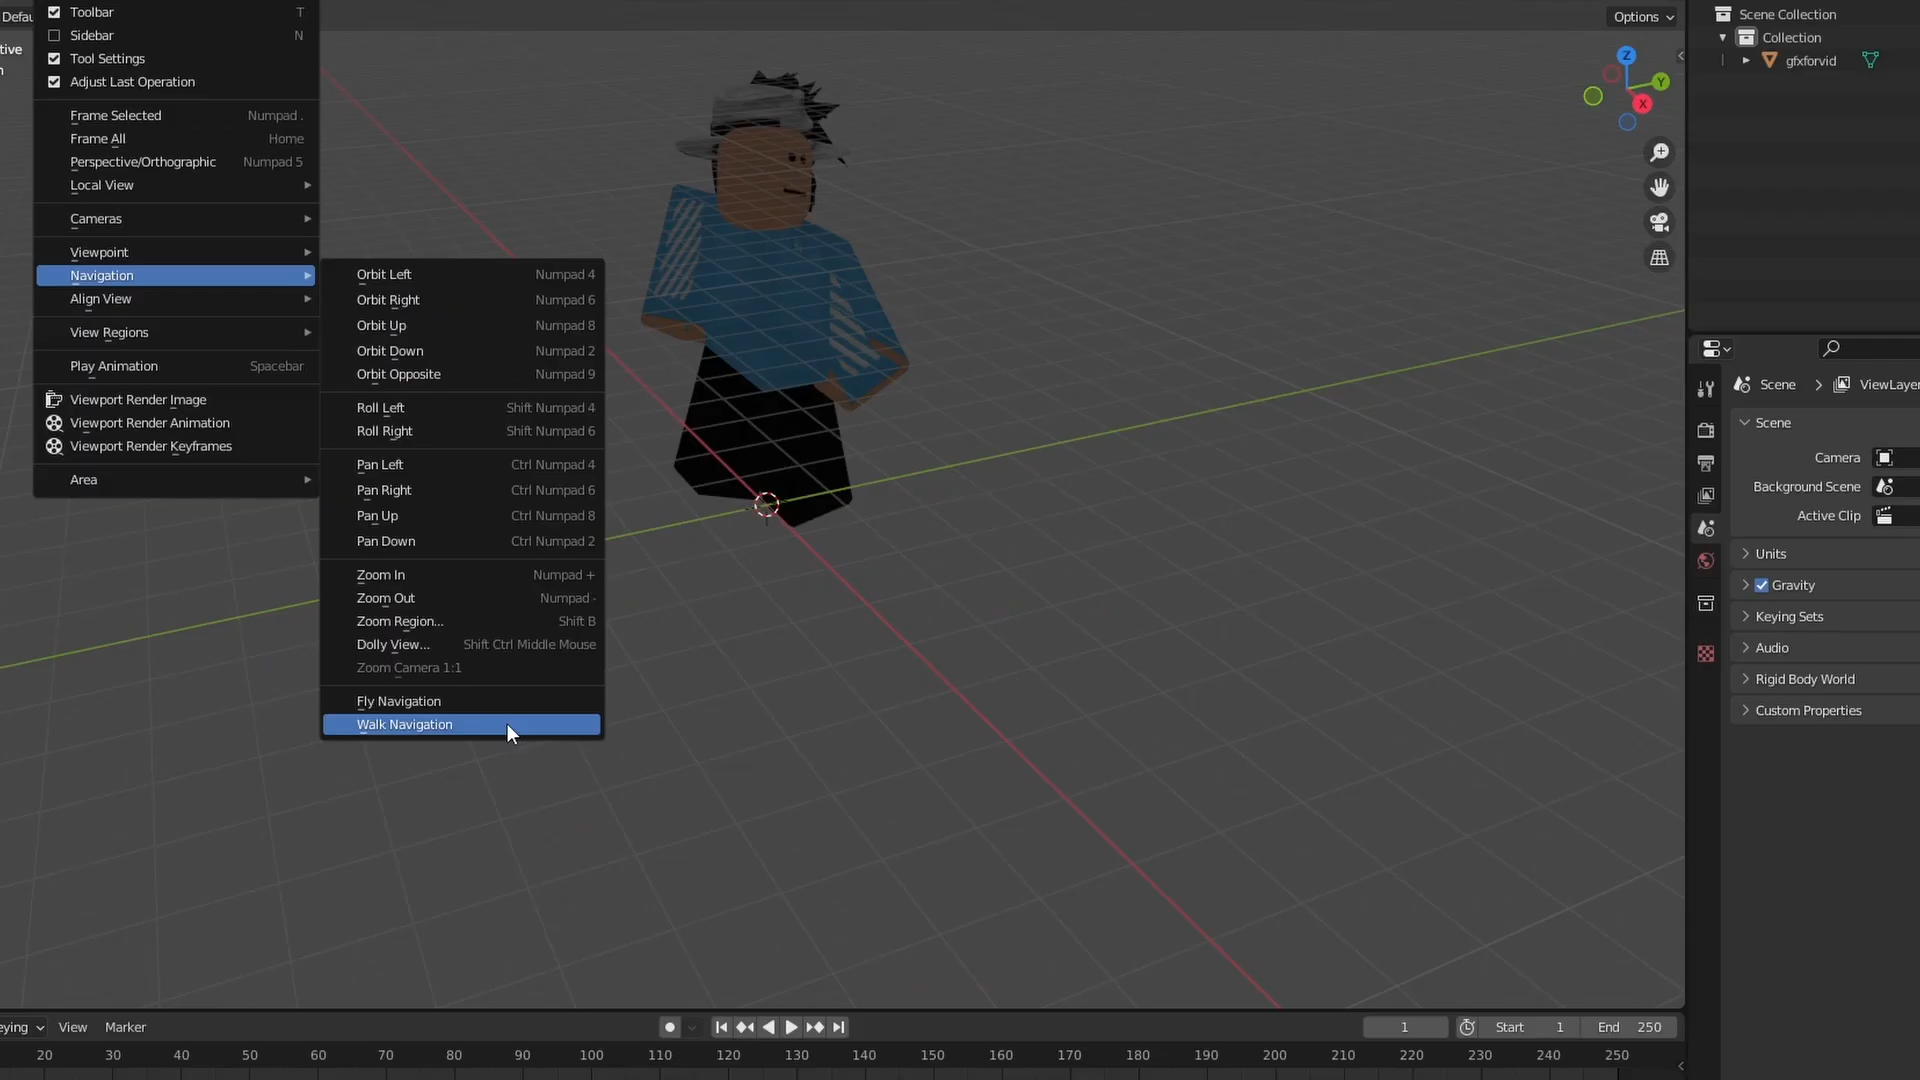 Defau
tive
n
Toolbar T
Sidebar N
Tool Settings
Adjust Last Operation
Frame Selected Numpad .
Frame All Home
Perspective/Orthographic Numpad 5
Local View
Cameras
Viewpoint
Navigation
Align View
View Regions
Play Animation Spacebar
Viewport Render Image
Viewport Render Animation
Viewport Render Keyframes
Area
Orbit Left Numpad 4
Orbit Right Numpad 6
Orbit Up Numpad 8
Orbit Down Numpad 2
Orbit Opposite Numpad 9
Roll Left Shift Numpad 4
Roll Right Shift Numpad 6
Pan Left Ctrl Numpad 4
Pan Right Ctrl Numpad 6
Pan Up Ctrl Numpad 8
Pan Down Ctrl Numpad 2
Zoom In Numpad +
Zoom Out Numpad -
Zoom Region... Shift B
Dolly View... Shift Ctrl Middle Mouse
Zoom Camera 1:1
Fly Navigation
Walk Navigation
Options
Z
Y
X
Scene Collection
Collection
gfxforvid
Scene > ViewLayer
Scene
Camera
Background Scene
Active Clip
Units
Gravity
Keying Sets
Audio
Rigid Body World
Custom Properties
eying View Marker
1 Start 1 End 250
20 30 40 50 60 70 80 90 100 110 120 130 140 150 160 170 180 190 200 210 220 230 240 250